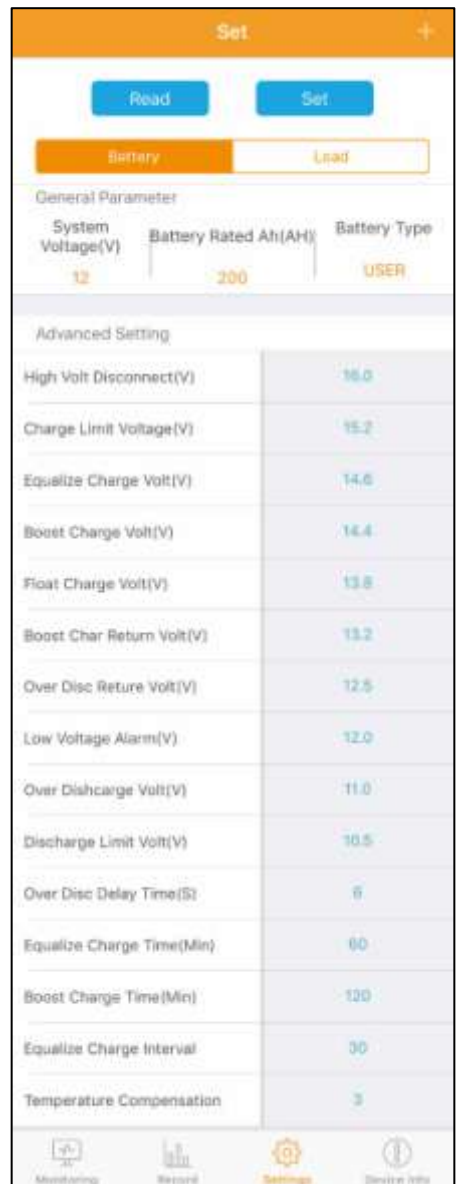 Set +
Read Set
Battery Load
General Parameter
System Voltage(V) Battery Rated Ah(AH) Battery Type
12 200 USER
Advanced Setting
High Volt Disconnect(V) 16.0
Charge Limit Voltage(V) 15.2
Equalize Charge Volt(V) 14.6
Boost Charge Volt(V) 14.4
Float Charge Volt(V) 13.8
Boost Char Return Volt(V) 13.2
Over Disc Reture Volt(V) 12.5
Low Voltage Alarm(V) 12.0
Over Dishcarge Volt(V) 11.0
Discharge Limit Volt(V) 10.5
Over Disc Delay Time(S) 6
Equalize Charge Time(Min) 60
Boost Charge Time(Min) 120
Equalize Charge Interval 30
Temperature Compensation 3
Monitoring Record Settings Device Info